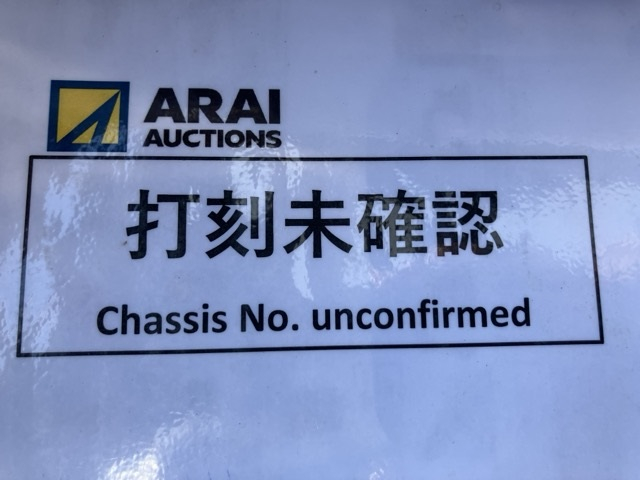 ARAI
AUCTIONS
打刻未確認
Chassis No. unconfirmed